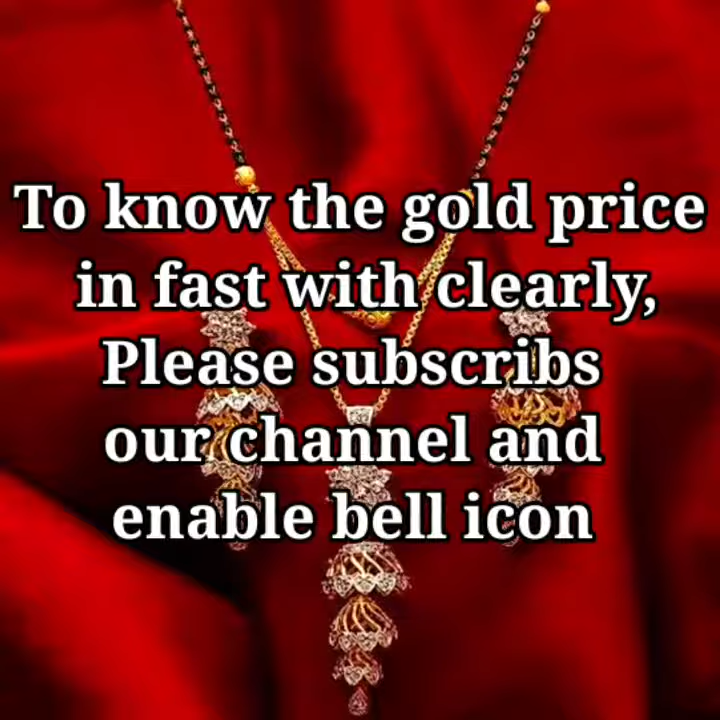 To know the gold price
in fast with clearly,
Please subscribs
our channel and
enable bell icon